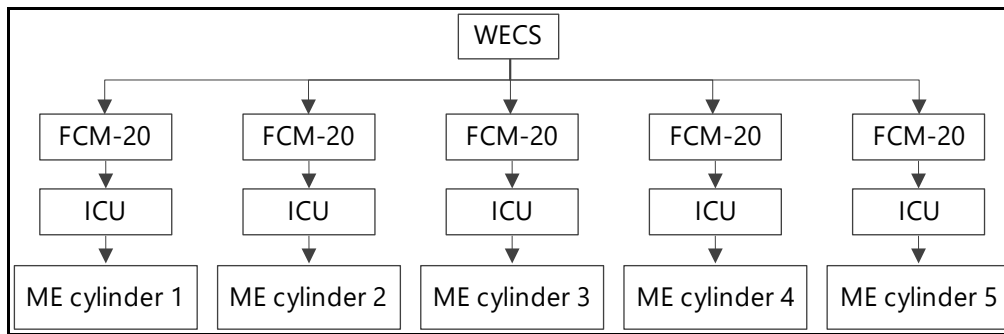 WECS
FCM-20 FCM-20 FCM-20 FCM-20 FCM-20
ICU ICU ICU ICU ICU
ME cylinder 1 ME cylinder 2 ME cylinder 3 ME cylinder 4 ME cylinder 5